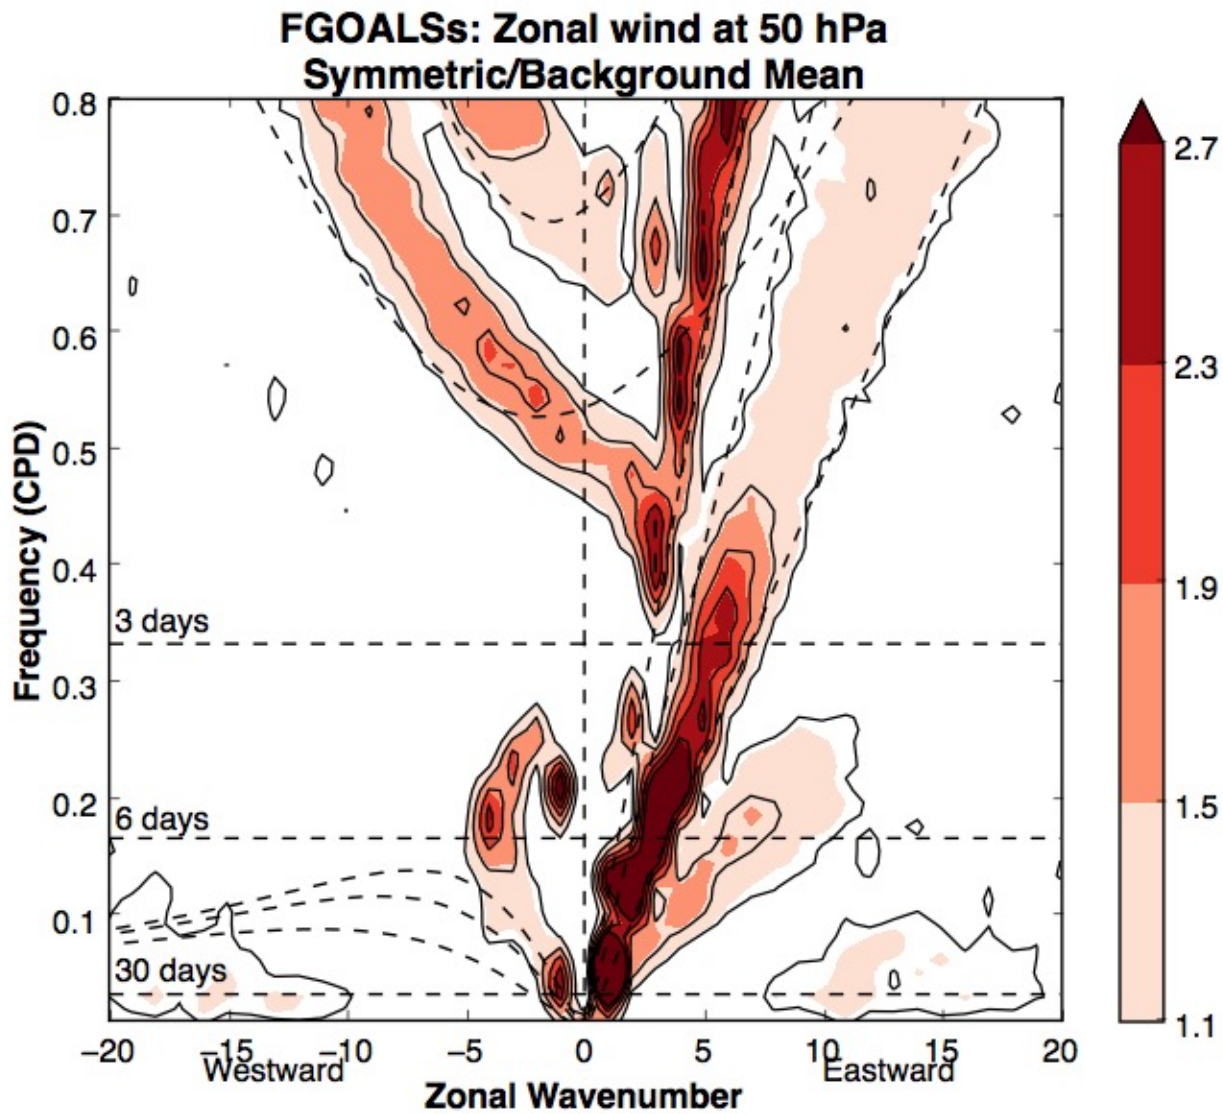 FGOALSs: Zonal wind at 50 hPa
Symmetric/Background Mean
0.8
0.7
0.6
0.5
0.4
0.3
0.2
0.1
Frequency (CPD)
3 days
6 days
30 days
−20 −15 −10 −5 0 5 10 15 20
Westward Eastward
Zonal Wavenumber
2.7
2.3
1.9
1.5
1.1